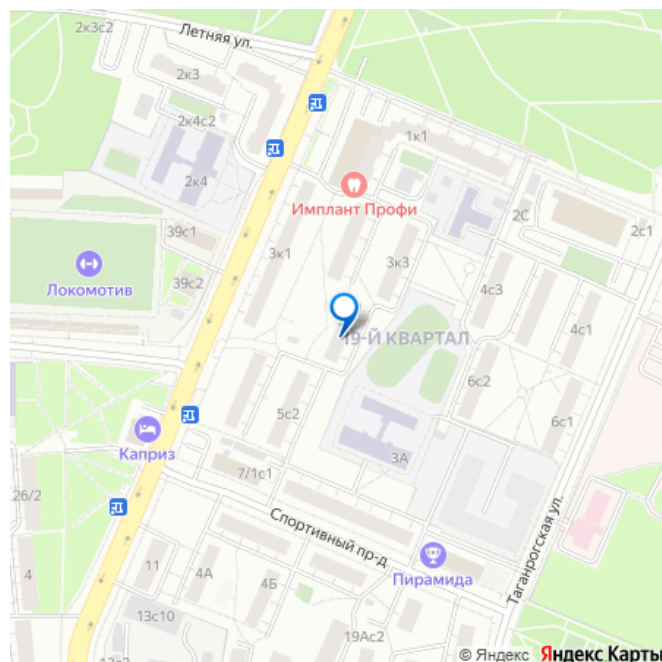 2к3с2
Летняя ул.
2к3
2к4с2
1к1
2к4
Имплант Профи
2С
2с1
39с1
3к1
3к3
Локомотив
39с2
4с3
4с1
19-Й КВАРТАЛ
6с2
5с2
6с1
Каприз
3А
7/1с1
26/2
Спортивный пр-д
Таганрогская ул.
11
4А
4Б
4
Пирамида
13с10
19Ас2
© Яндекс Яндекс Карты